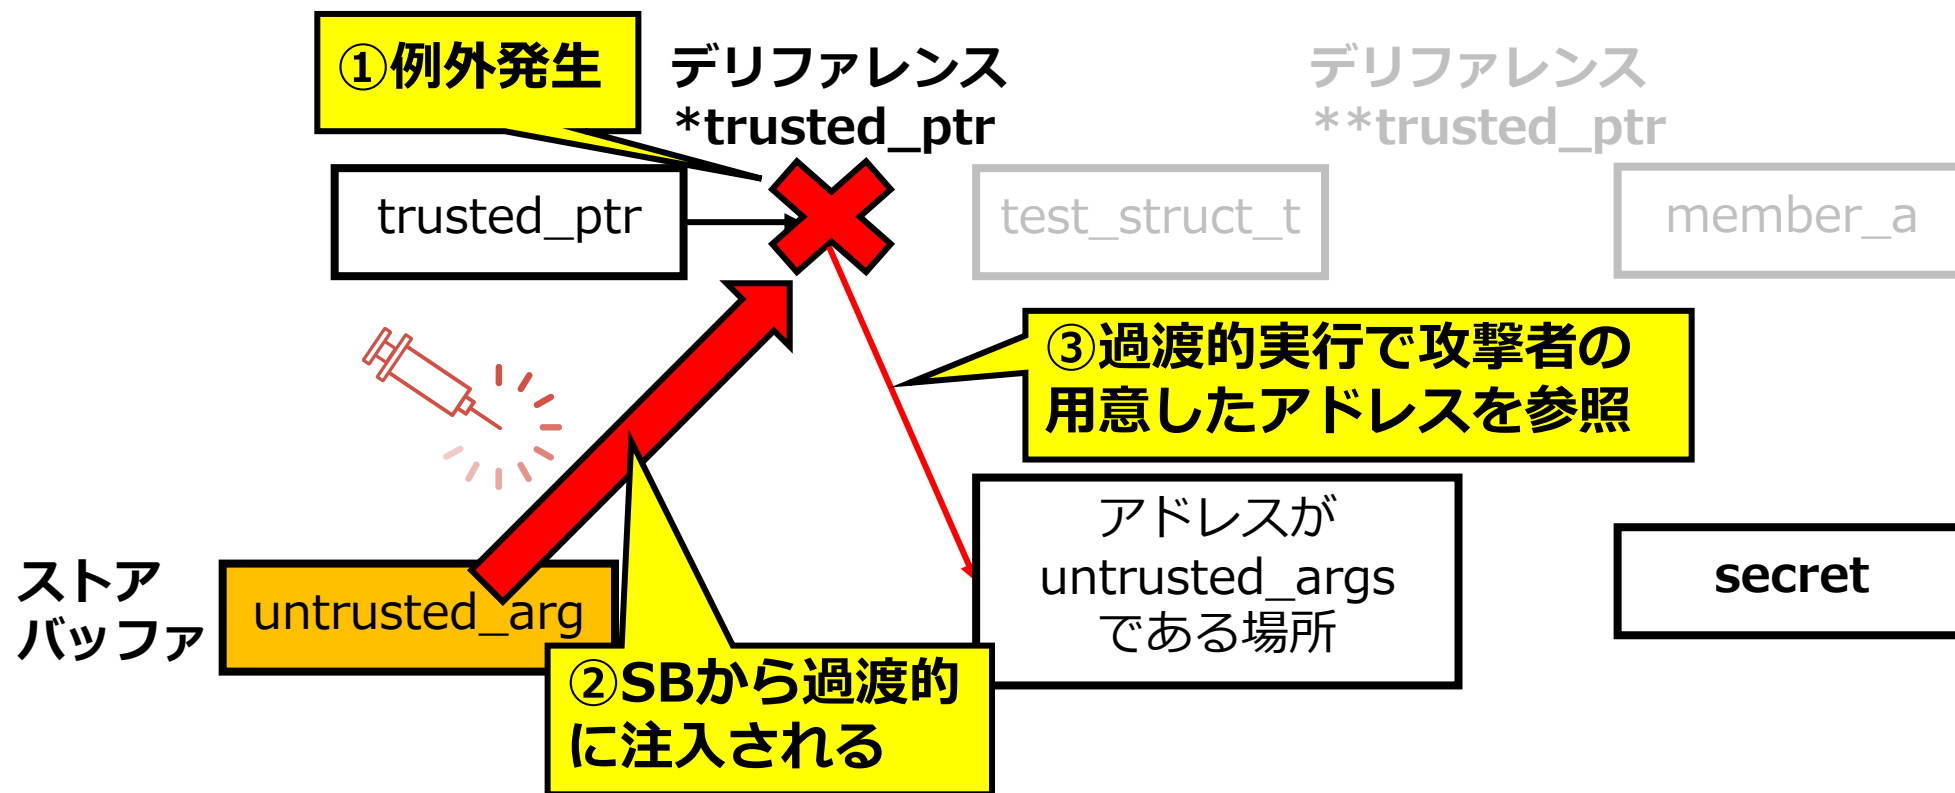 ①例外発生
デリファレンス
*trusted_ptr
デリファレンス
**trusted_ptr
trusted_ptr
test_struct_t
member_a
③過渡的実行で攻撃者の
用意したアドレスを参照
ストア
バッファ
untrusted_arg
アドレスが
untrusted_args
である場所
secret
②SBから過渡的
に注入される